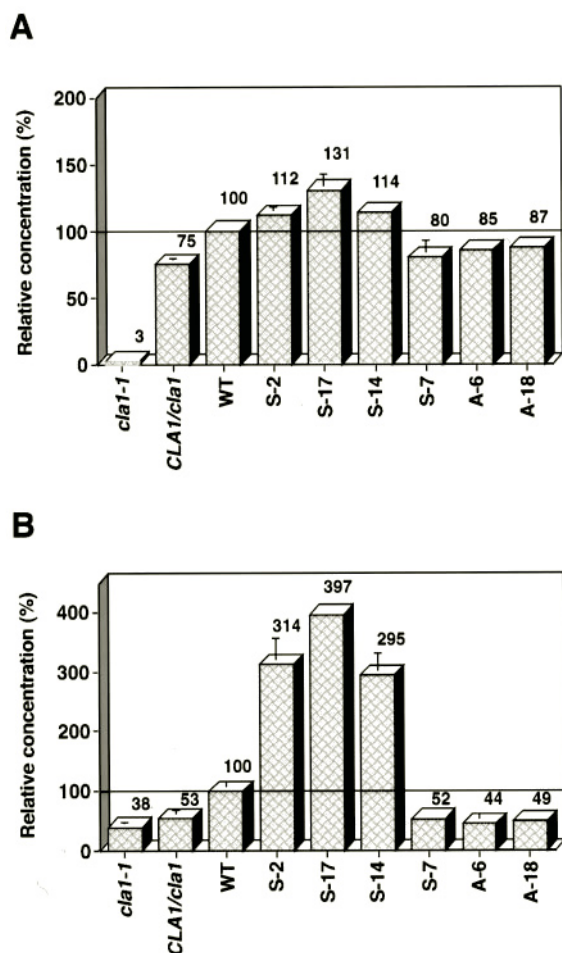 A
Relative concentration (%)
200
150
100
50
0
3
75
100
112
131
114
80
85
87
cla1-1
CLA1/cla1
WT
S-2
S-17
S-14
S-7
A-6
A-18
B
Relative concentration (%)
400
300
200
100
0
38
53
100
314
397
295
52
44
49
cla1-1
CLA1/cla1
WT
S-2
S-17
S-14
S-7
A-6
A-18